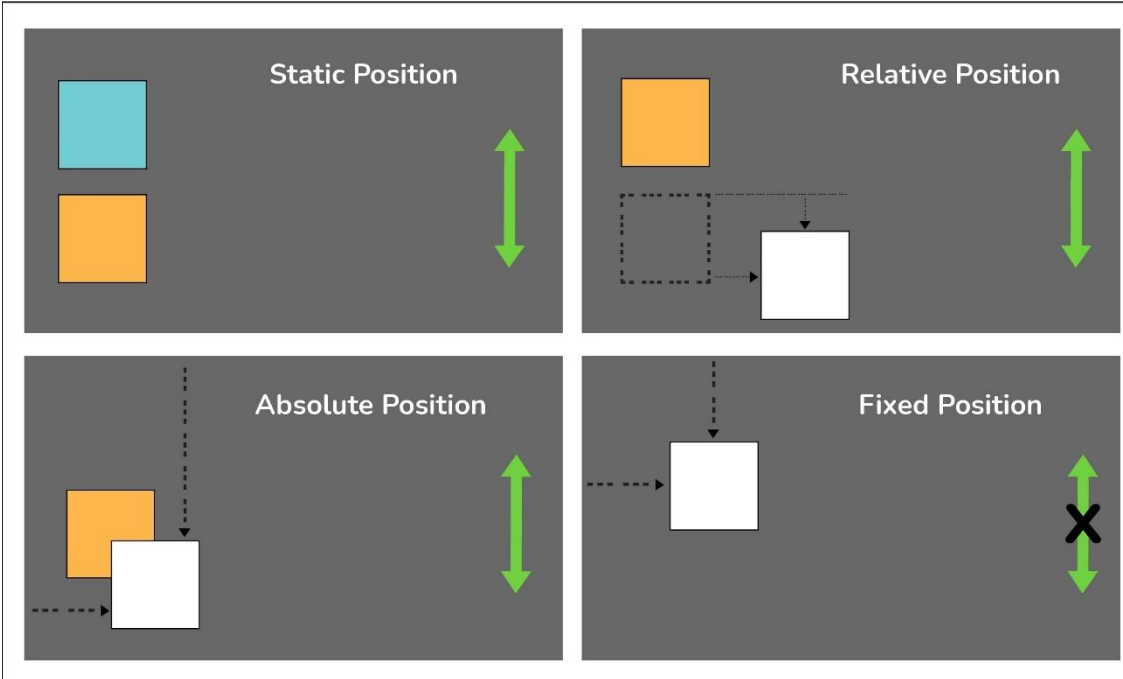 Static Position
Relative Position
Absolute Position
Fixed Position